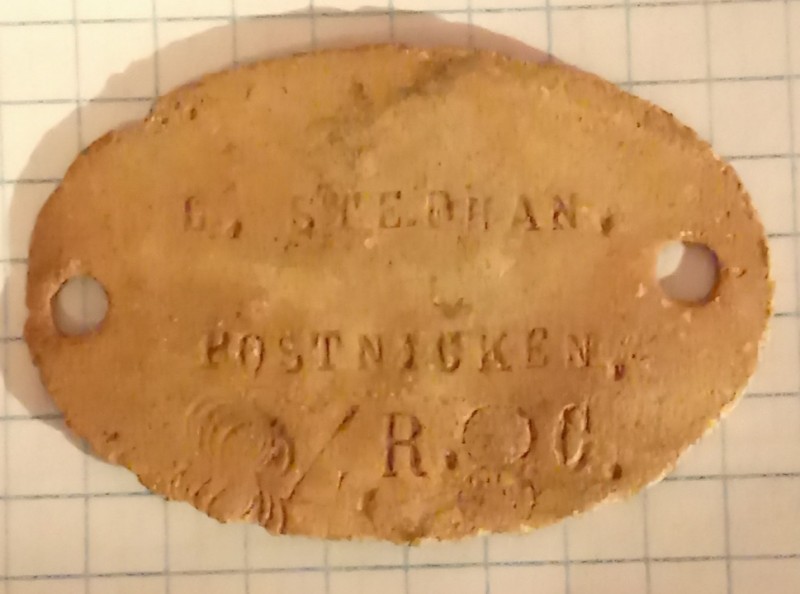 STEPHAN.
POSTNICKEN.
/ R. C.